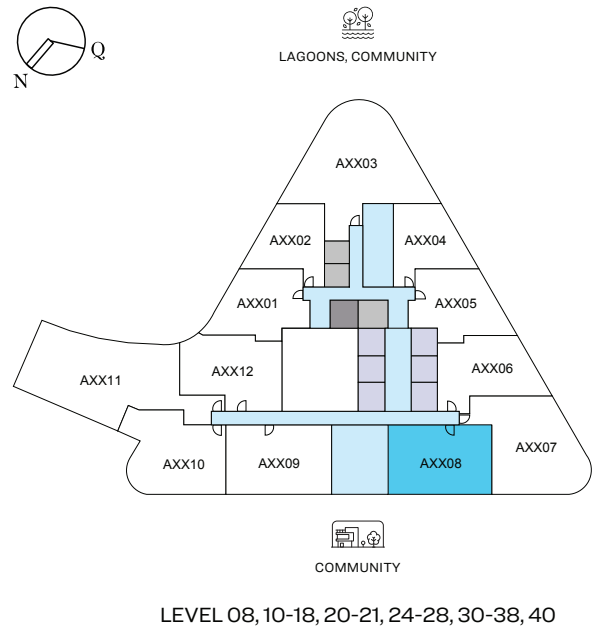 Q
N
LAGOONS, COMMUNITY
AXX03
AXX02
AXX04
AXX01
AXX05
AXX11
AXX12
AXX06
AXX10
AXX09
AXX08
AXX07
COMMUNITY
LEVEL 08, 10-18, 20-21, 24-28, 30-38, 40